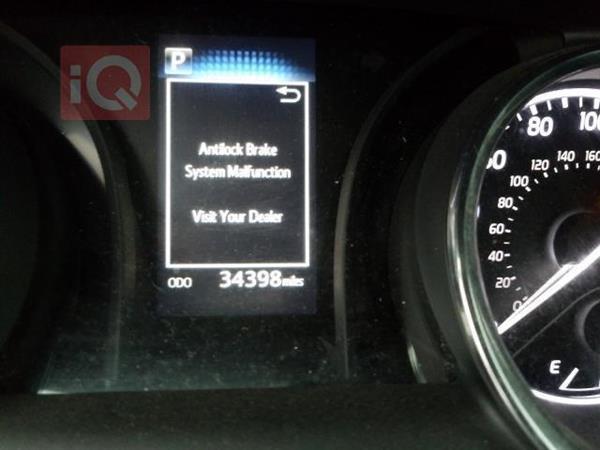 iQ
P
Antilock Brake
System Malfunction
Visit Your Dealer
ODO 34398 miles
80 100
100 120 140 160
80
60
40
20
0
E